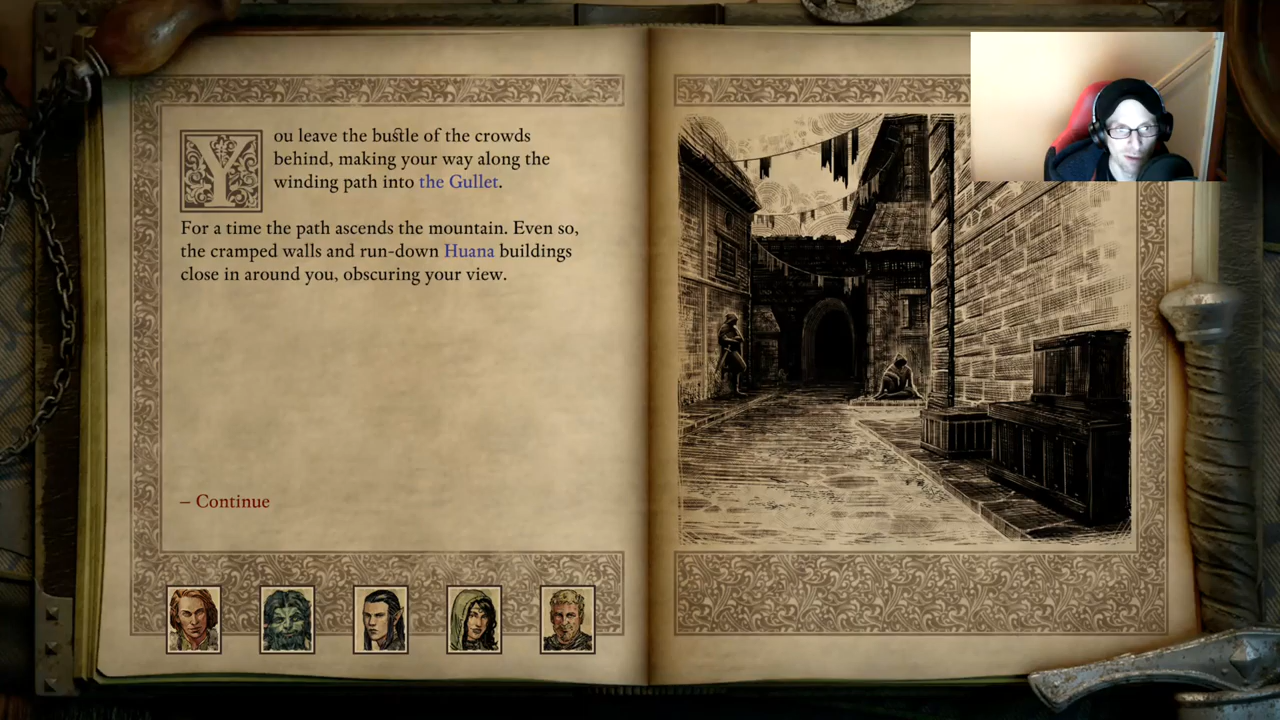 You leave the bustle of the crowds
behind, making your way along the
winding path into the Gullet.
For a time the path ascends the mountain. Even so,
the cramped walls and run-down Huana buildings
close in around you, obscuring your view.
– Continue